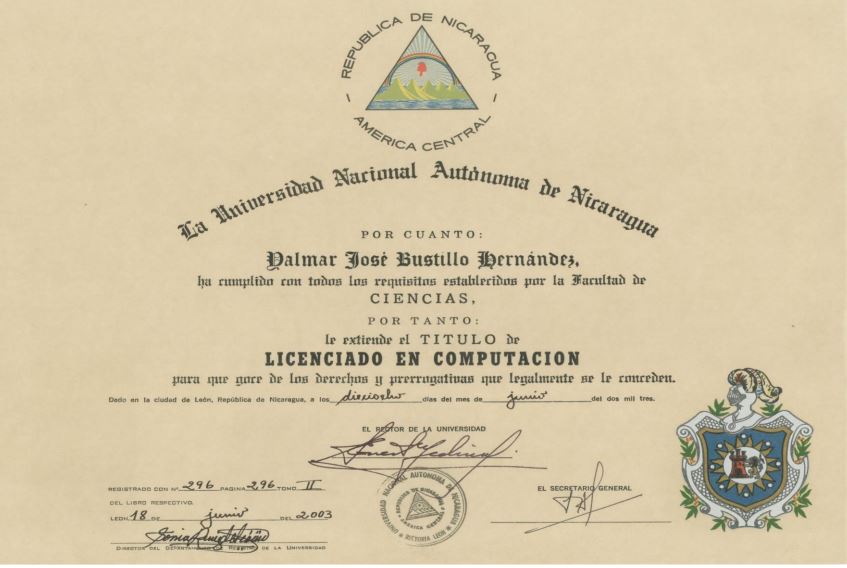 REPUBLICA DE NICARAGUA
AMERICA CENTRAL
La Universidad Nacional Autónoma de Nicaragua
POR CUANTO:
Valmar José Bustillo Hernández,
ha cumplido con todos los requisitos establecidos por la Facultad de
CIENCIAS,
POR TANTO:
le extiende el TITULO de
LICENCIADO EN COMPUTACION
para que goce de los derechos y prerrogativas que legalmente se le conceden.
Dado en la ciudad de León, República de Nicaragua, a los dieciocho días del mes de junio del dos mil tres.
EL RECTOR DE LA UNIVERSIDAD
REGISTRADO CON Nº 296 PAGINA 296 TOMO II
DEL LIBRO RESPECTIVO.
LEON, 18 DE junio DEL 2003
DIRECTOR DEL DEPARTAMENTO DE REGISTRO DE LA UNIVERSIDAD
UNIVERSIDAD NACIONAL AUTONOMA DE NICARAGUA
REPUBLICA DE NICARAGUA
AMERICA CENTRAL
RECTORIA LEON
EL SECRETARIO GENERAL